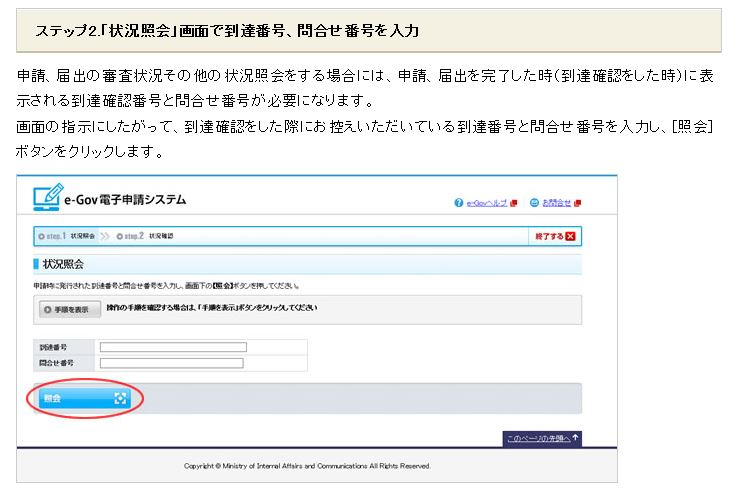 ステップ2.「状況照会」画面で到達番号、問合せ番号を入力
申請、届出の審査状況その他の状況照会をする場合には、申請、届出を完了した時(到達確認をした時)に表
示される到達確認番号と問合せ番号が必要になります。
画面の指示にしたがって、到達確認をした際にお控えいただいている到達番号と問合せ番号を入力し、[照会]
ボタンをクリックします。
e-Gov電子申請システム
e-Govヘルプ お問合せ
step.1 状況照会 step.2 状況確認 終了する
状況照会
申請時に発行された到達番号と問合せ番号を入力し、画面下の【照会】ボタンを押してください。
手順を表示 操作の手順を確認する場合は、「手順を表示」ボタンをクリックしてください
到達番号
問合せ番号
照会
このページの先頭へ
Copyright © Ministry of Internal Affairs and Communications All Rights Reserved.